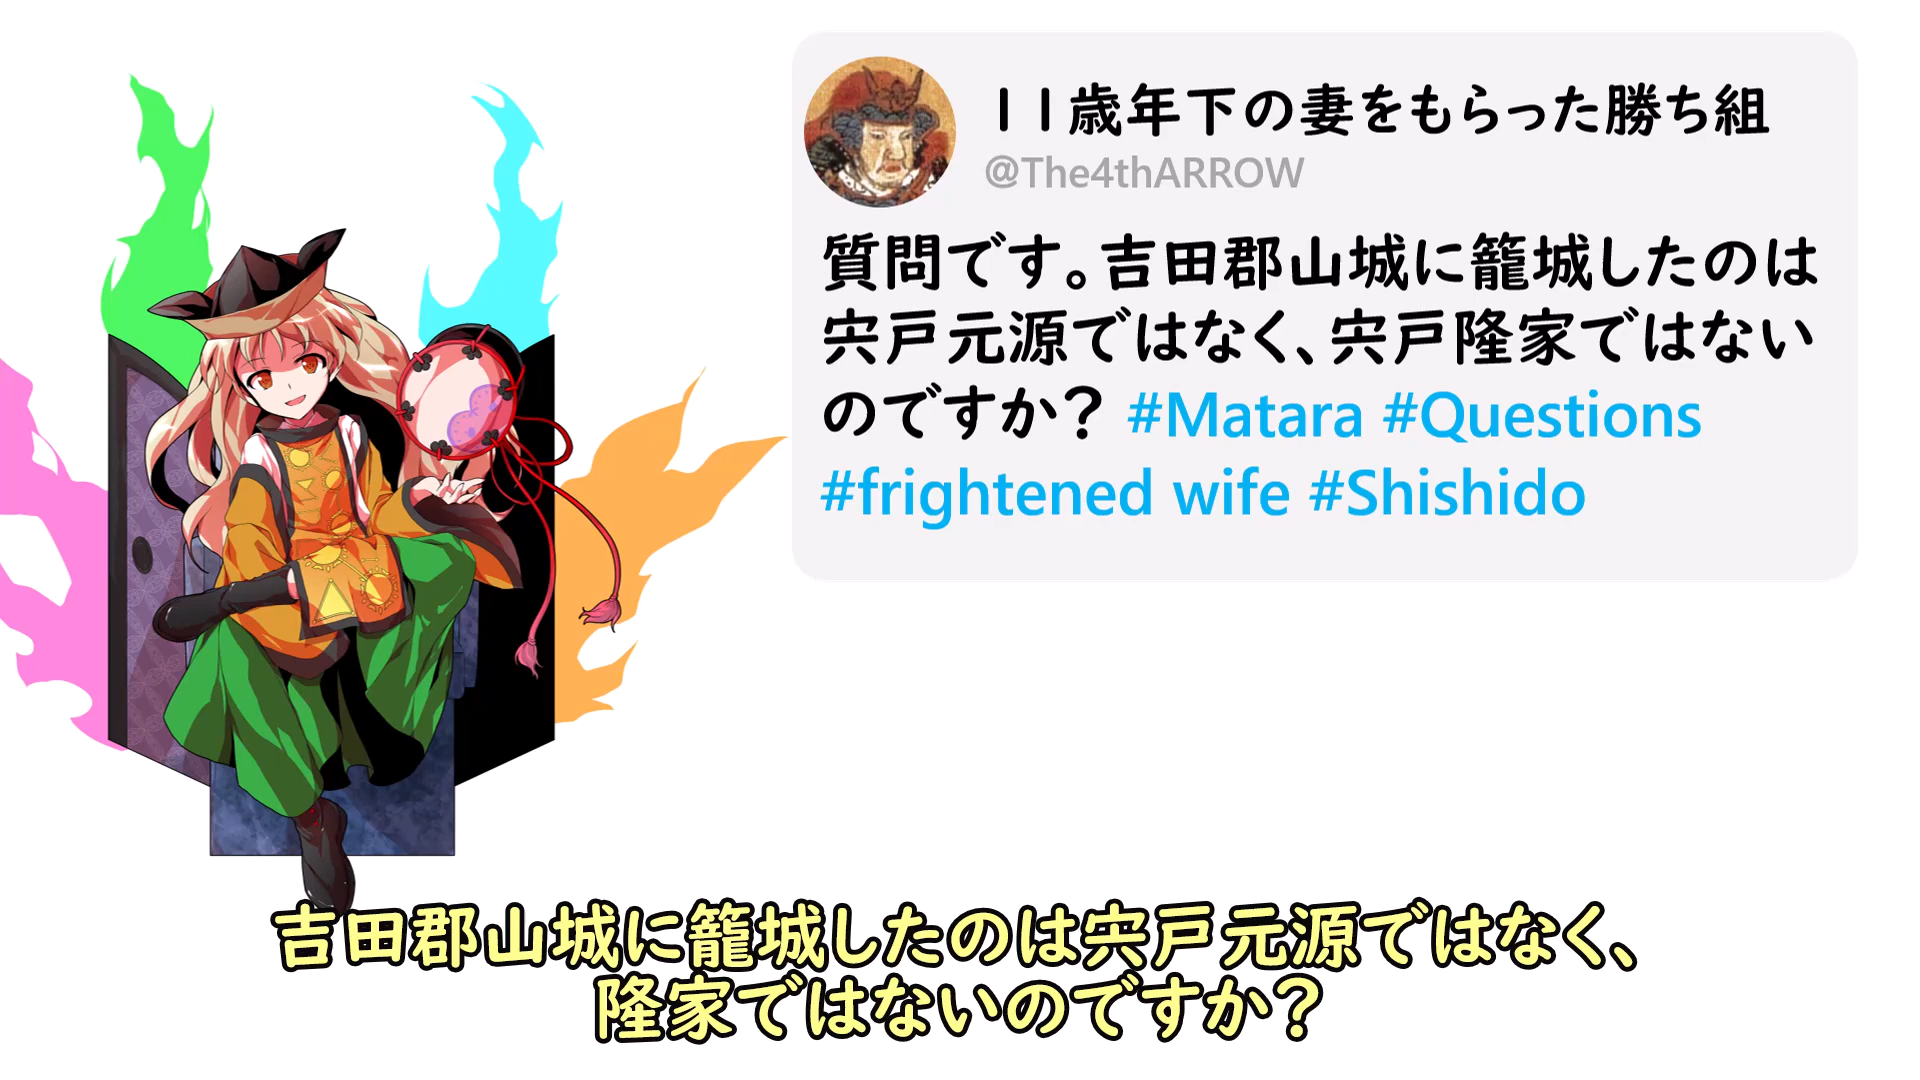 11歳年下の妻をもらった勝ち組
@The4thARROW
質問です。吉田郡山城に籠城したのは
宍戸元源ではなく、宍戸隆家ではない
のですか？ #Matara #Questions
#frightened wife #Shishido
吉田郡山城に籠城したのは宍戸元源ではなく、
隆家ではないのですか？